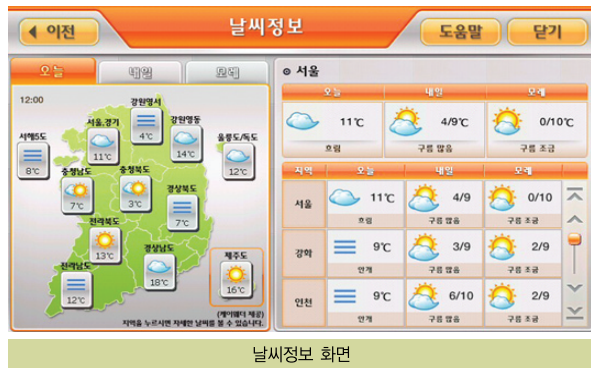 이전
날씨정보
도움말
닫기
오늘
내일
모레
12:00
강원영서
4℃
서울.경기
11℃
강원영동
14℃
서해5도
8℃
울릉도/독도
12℃
충청남도
7℃
충청북도
3℃
경상북도
7℃
전라북도
13℃
경상남도
18℃
제주도
16℃
전라남도
12℃
(케이웨더 제공)
지역을 누르시면 자세한 날씨를 볼 수 있습니다.
서울
오늘 내일 모레
11℃ 4/9℃ 0/10℃
흐림 구름 많음 구름 조금
지역 오늘 내일 모레
서울 11℃ 4/9 0/10
흐림 구름 많음 구름 조금
강화 9℃ 3/9 2/9
안개 구름 많음 구름 조금
인천 9℃ 6/10 2/9
안개 구름 많음 구름 조금
날씨정보 화면